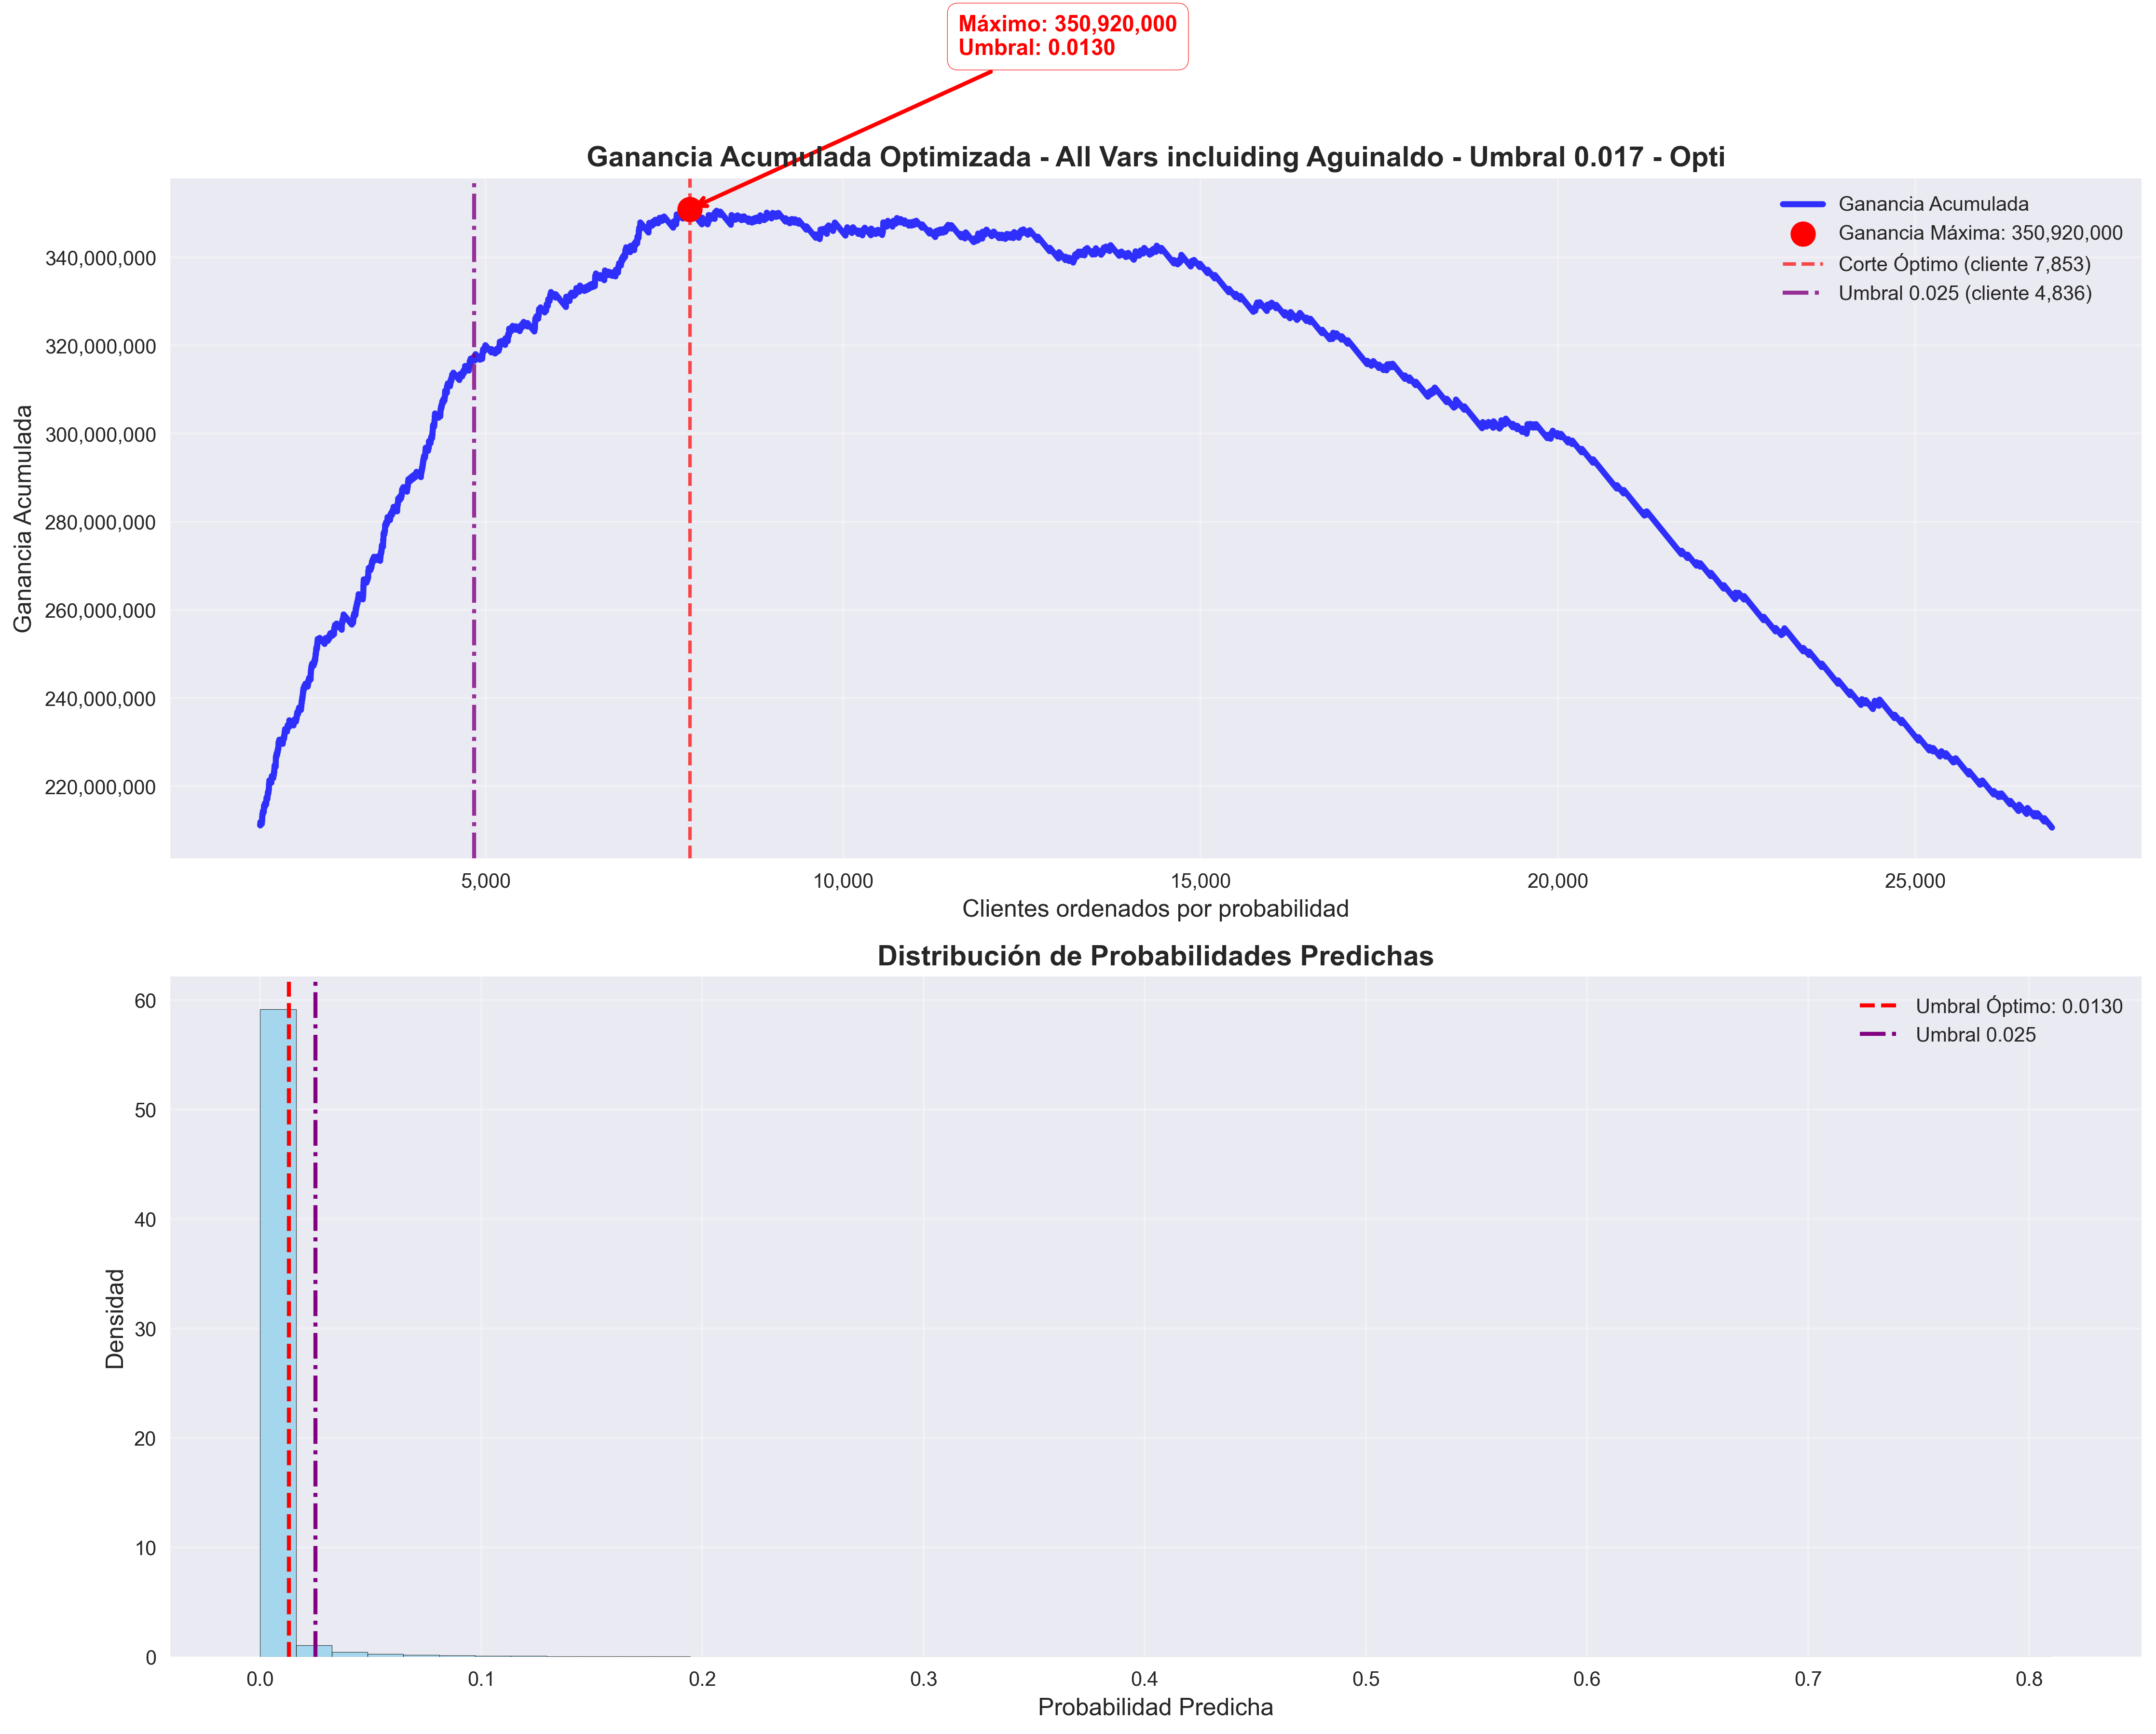 Máximo: 350,920,000
Umbral: 0.0130
Ganancia Acumulada Optimizada - All Vars incluiding Aguinaldo - Umbral 0.017 - Opti
Ganancia Acumulada
Ganancia Máxima: 350,920,000
Corte Óptimo (cliente 7,853)
Umbral 0.025 (cliente 4,836)
Ganancia Acumulada
340,000,000
320,000,000
300,000,000
280,000,000
260,000,000
240,000,000
220,000,000
5,000
10,000
15,000
20,000
25,000
Clientes ordenados por probabilidad
Distribución de Probabilidades Predichas
Umbral Óptimo: 0.0130
Umbral 0.025
Densidad
60
50
40
30
20
10
0
0.0
0.1
0.2
0.3
0.4
0.5
0.6
0.7
0.8
Probabilidad Predicha